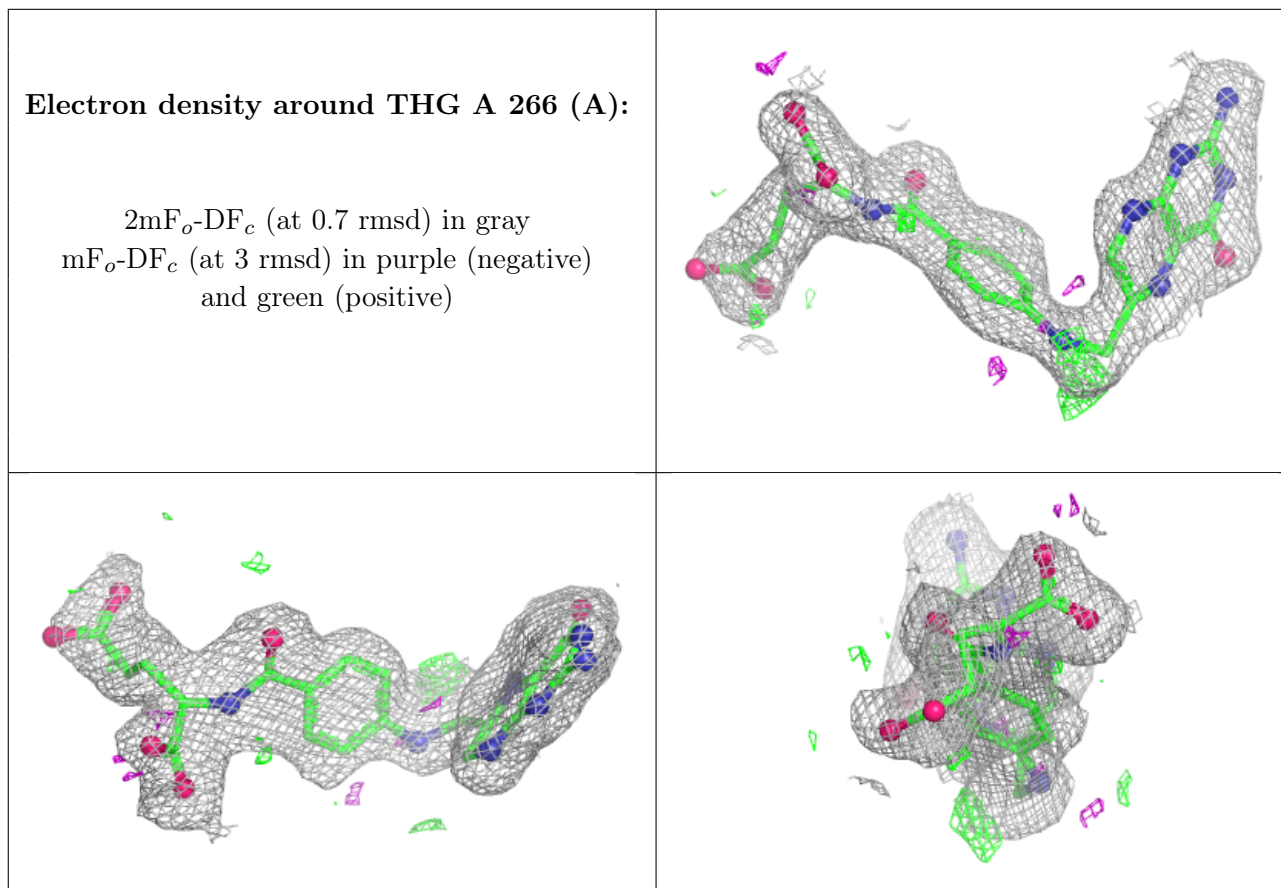 Electron density around THG A 266 (A):
2mFo-DFc (at 0.7 rmsd) in gray
mFo-DFc (at 3 rmsd) in purple (negative)
and green (positive)